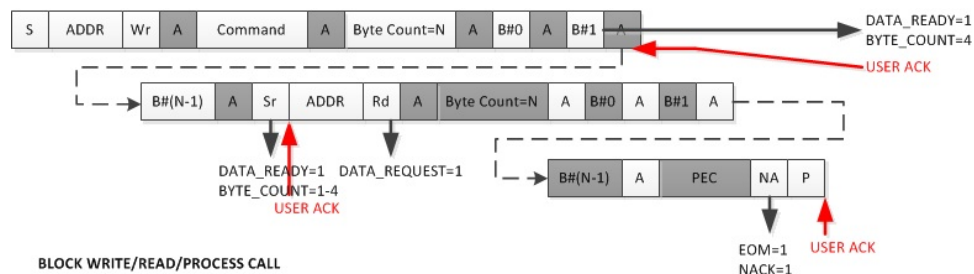 S ADDR Wr A Command A Byte Count=N A B#0 A B#1 A
DATA_READY=1
BYTE_COUNT=4
USER ACK
B#(N-1) A Sr ADDR Rd A Byte Count=N A B#0 A B#1 A
DATA_READY=1 DATA_REQUEST=1
BYTE_COUNT=1-4
USER ACK
B#(N-1) A PEC NA P
EOM=1
NACK=1
USER ACK
BLOCK WRITE/READ/PROCESS CALL